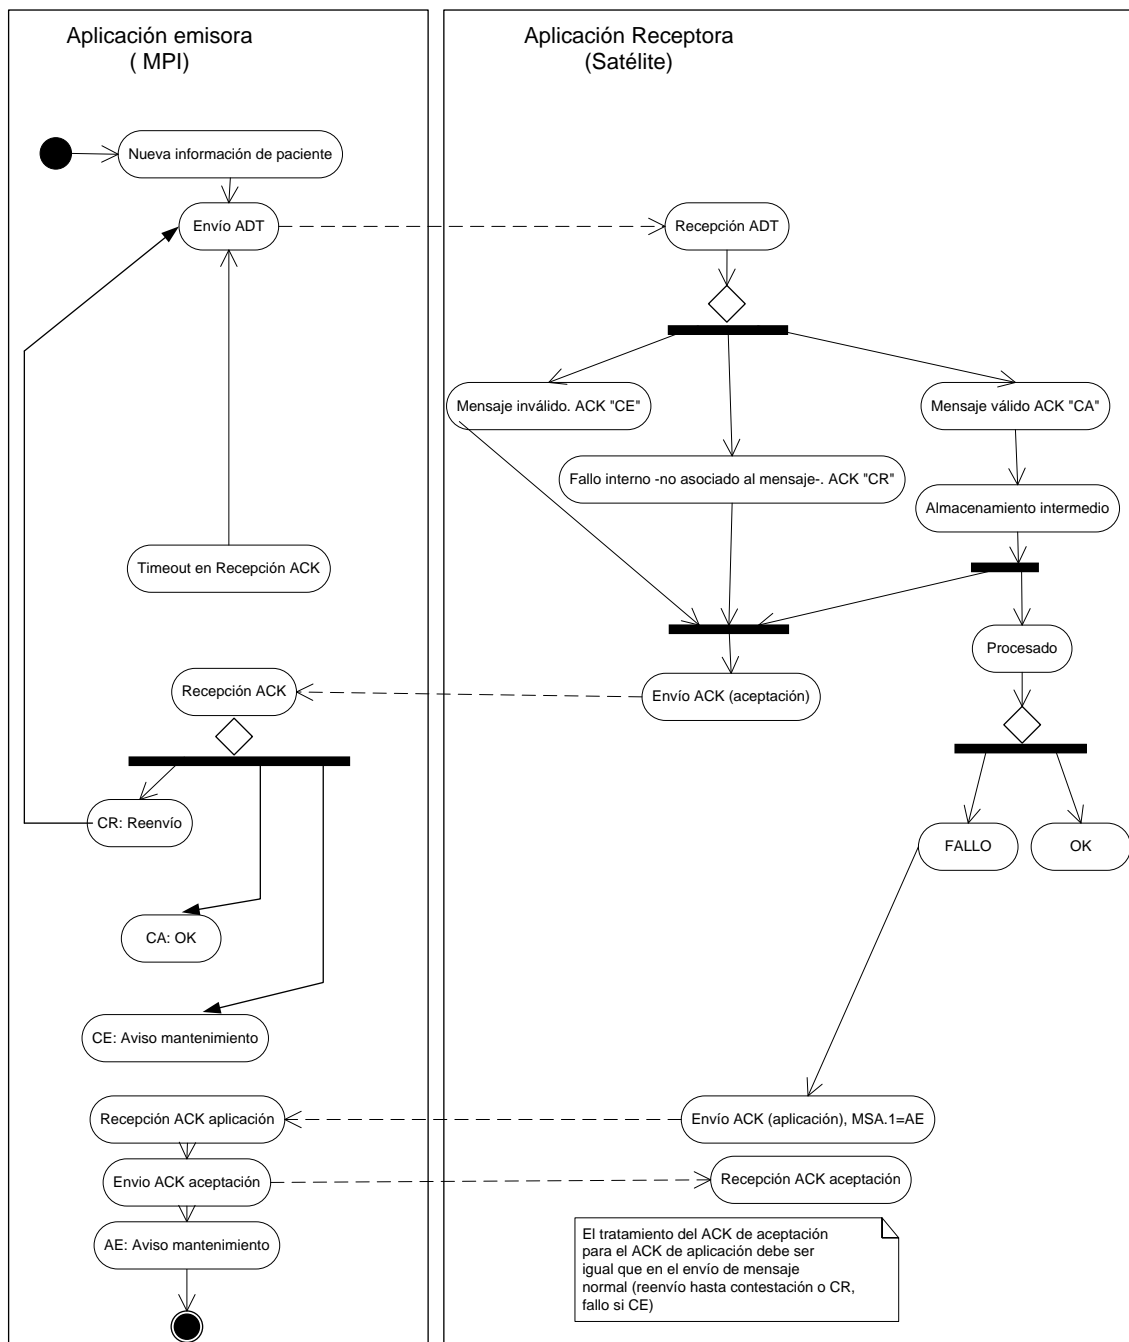 Aplicación emisora
( MPI)
Aplicación Receptora
(Satélite)
Nueva información de paciente
Envío ADT
Recepción ADT
Mensaje inválido. ACK "CE"
Mensaje válido ACK "CA"
Fallo interno -no asociado al mensaje-. ACK "CR"
Almacenamiento intermedio
Timeout en Recepción ACK
Procesado
Recepción ACK
Envío ACK (aceptación)
CR: Reenvío
FALLO
OK
CA: OK
CE: Aviso mantenimiento
Recepción ACK aplicación
Envío ACK (aplicación), MSA.1=AE
Envio ACK aceptación
Recepción ACK aceptación
AE: Aviso mantenimiento
El tratamiento del ACK de aceptación
para el ACK de aplicación debe ser
igual que en el envío de mensaje
normal (reenvío hasta contestación o CR,
fallo si CE)